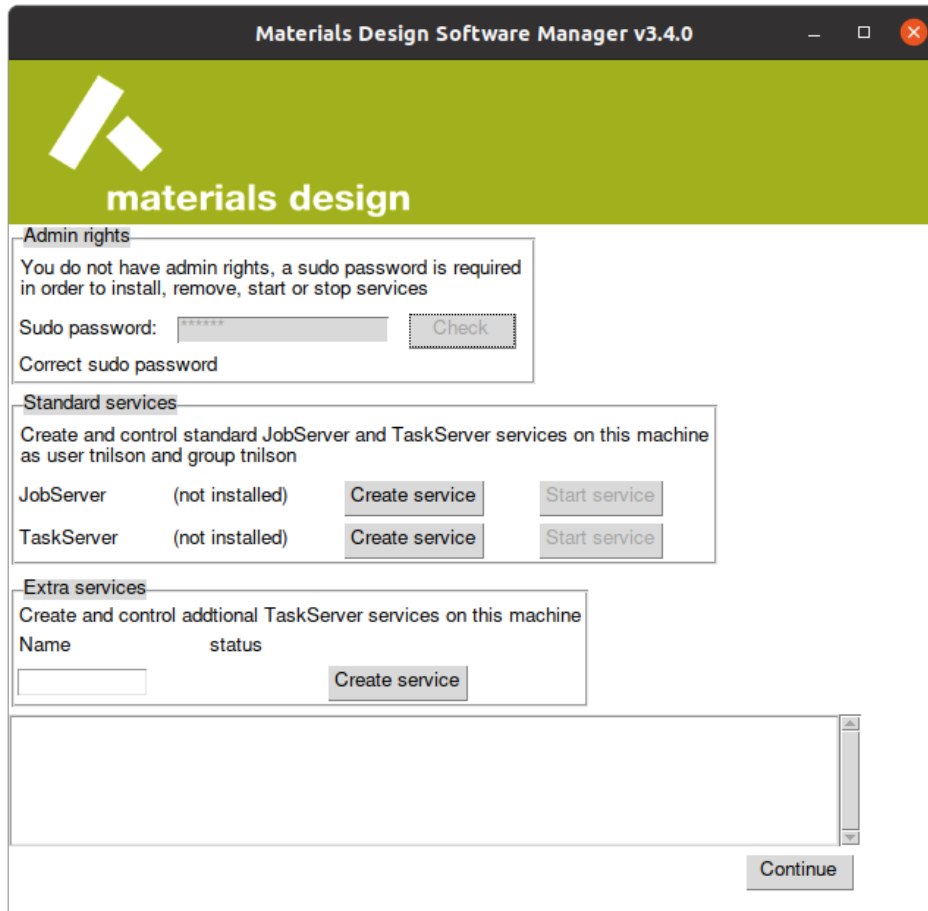 Materials Design Software Manager v3.4.0
materials design
Admin rights
You do not have admin rights, a sudo password is required
in order to install, remove, start or stop services
Sudo password: ****** Check
Correct sudo password
Standard services
Create and control standard JobServer and TaskServer services on this machine
as user tnilson and group tnilson
JobServer (not installed) Create service Start service
TaskServer (not installed) Create service Start service
Extra services
Create and control addtional TaskServer services on this machine
Name status
Create service
Continue